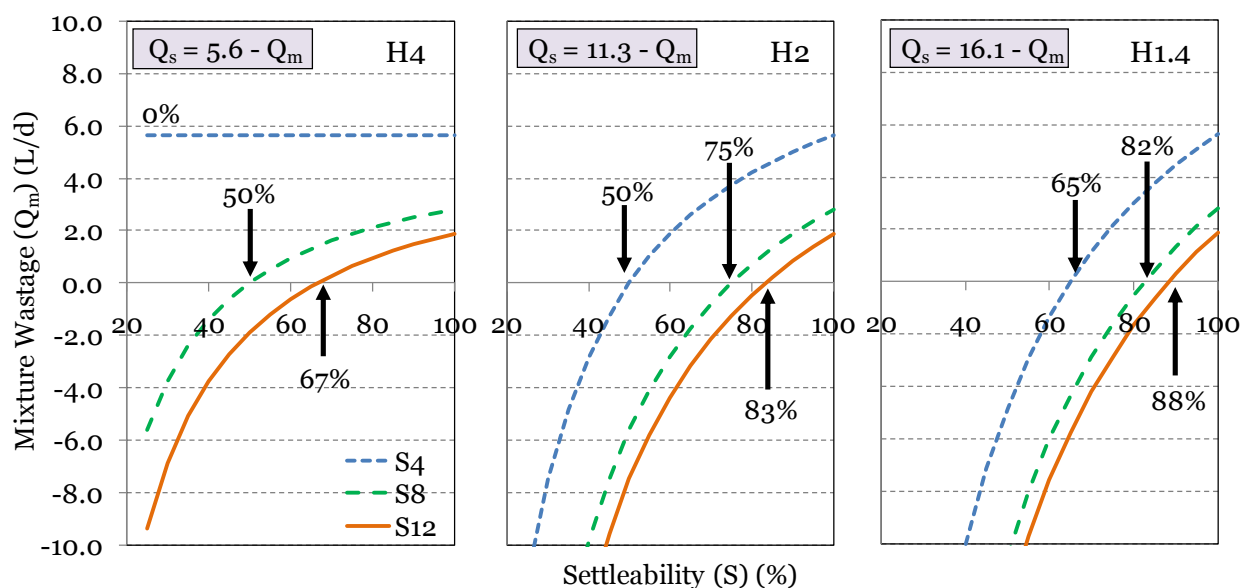 Qs = 5.6 - Qm
H4
Qs = 11.3 - Qm
H2
Qs = 16.1 - Qm
H1.4
10.0
8.0
6.0
4.0
2.0
0.0
-2.0
-4.0
-6.0
-8.0
-10.0
Mixture Wastage (Qm) (L/d)
0%
50%
67%
20 40 60 80 100
S4
S8
S12
50%
75%
83%
20 40 60 80 100
65%
82%
88%
20 40 60 80 100
Settleability (S) (%)